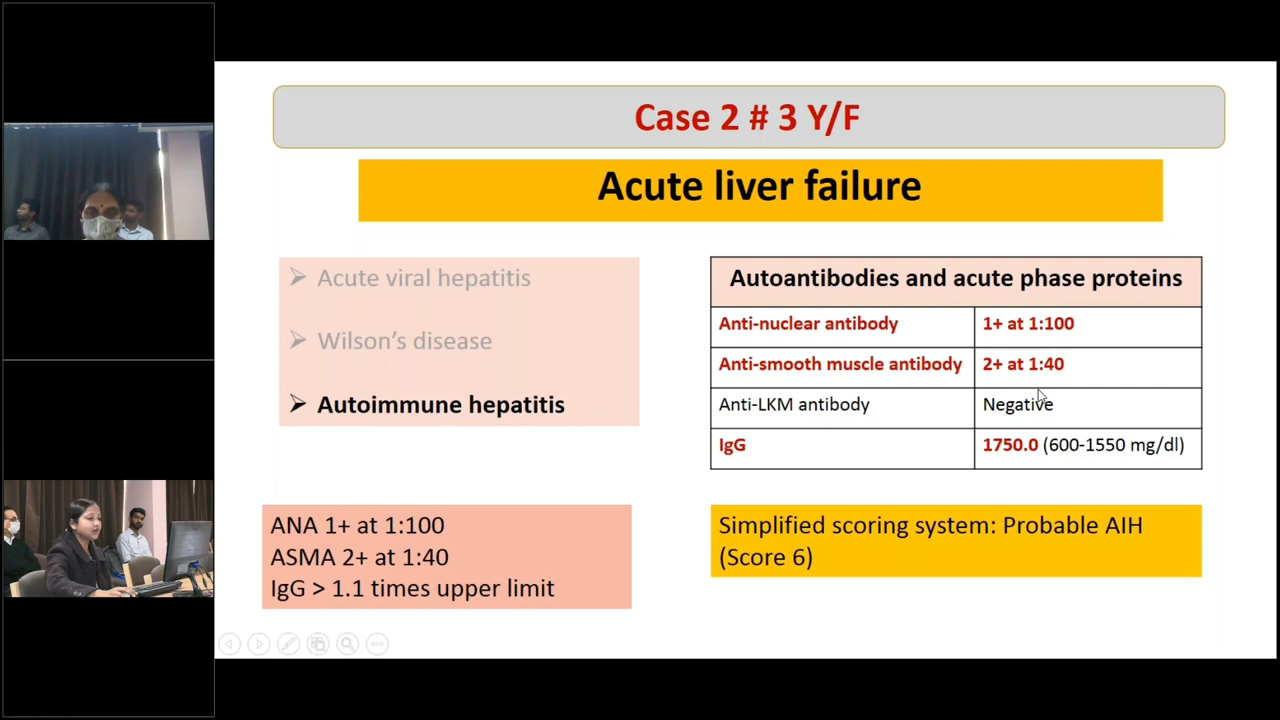 Case 2 # 3 Y/F
Acute liver failure
Acute viral hepatitis
Wilson’s disease
Autoimmune hepatitis
Autoantibodies and acute phase proteins
Anti-nuclear antibody 1+ at 1:100
Anti-smooth muscle antibody 2+ at 1:40
Anti-LKM antibody Negative
IgG 1750.0 (600-1550 mg/dl)
ANA 1+ at 1:100
ASMA 2+ at 1:40
IgG > 1.1 times upper limit
Simplified scoring system: Probable AIH
(Score 6)